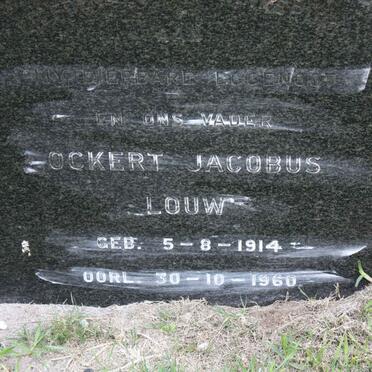 EN ONS VADER
OCKERT JACOBUS
LOUW
GEB. 5-8-1914
OORL. 30-10-1960